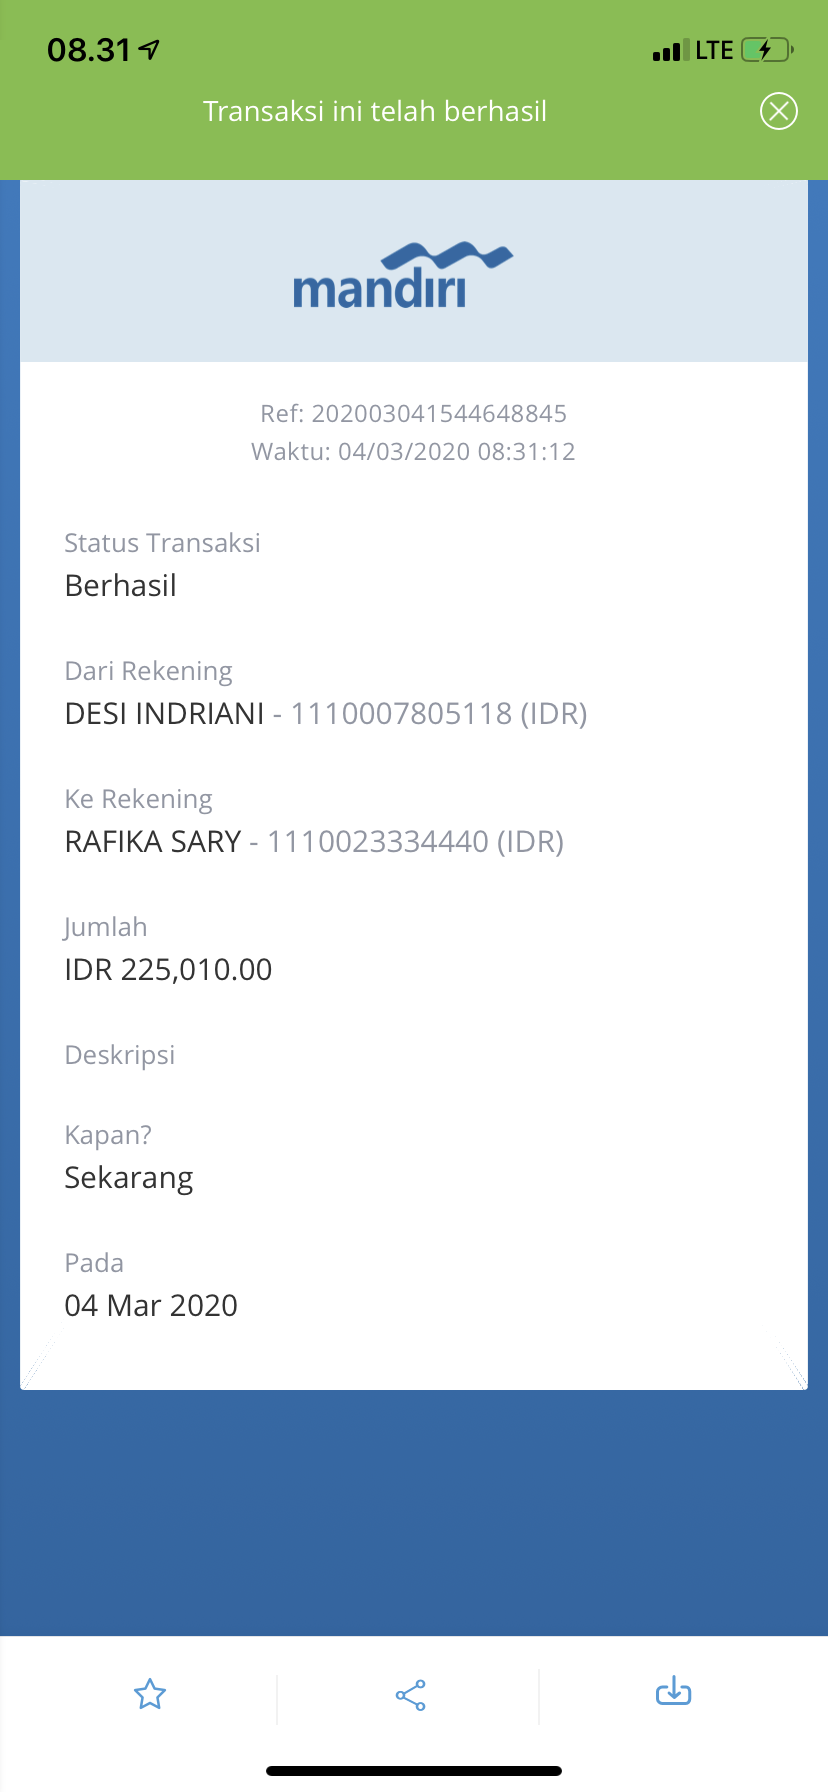 08.31
LTE
Transaksi ini telah berhasil
mandiri
Ref: 202003041544648845
Waktu: 04/03/2020 08:31:12
Status Transaksi
Berhasil
Dari Rekening
DESI INDRIANI - 1110007805118 (IDR)
Ke Rekening
RAFIKA SARY - 1110023334440 (IDR)
Jumlah
IDR 225,010.00
Deskripsi
Kapan?
Sekarang
Pada
04 Mar 2020